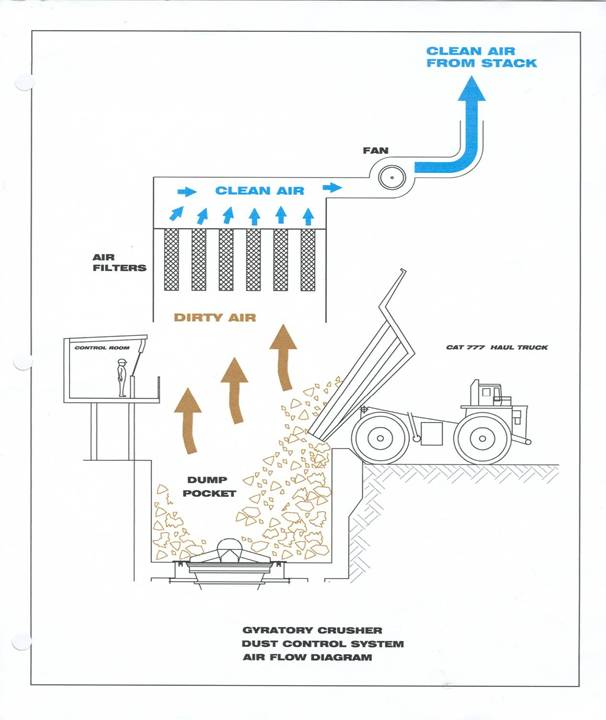 CLEAN AIR
FROM STACK
FAN
CLEAN AIR
AIR
FILTERS
DIRTY AIR
CONTROL ROOM
CAT 777 HAUL TRUCK
DUMP
POCKET
GYRATORY CRUSHER
DUST CONTROL SYSTEM
AIR FLOW DIAGRAM